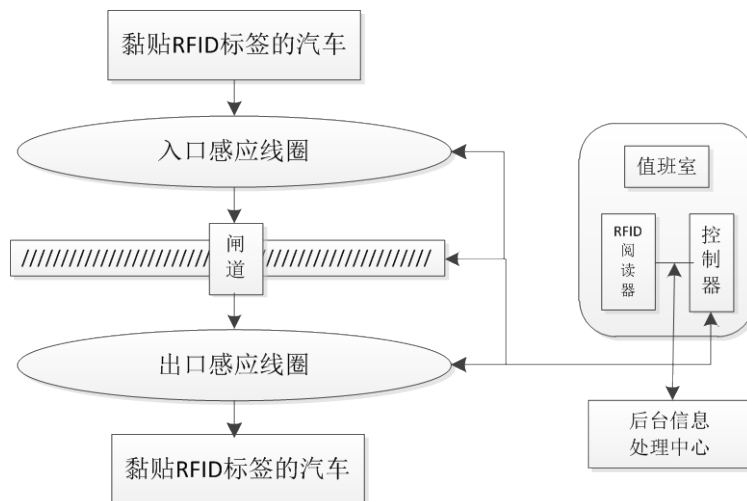 黏贴RFID标签的汽车
入口感应线圈
值班室
闸
道
RFID
阅
读
器
控
制
器
出口感应线圈
后台信息
处理中心
黏贴RFID标签的汽车